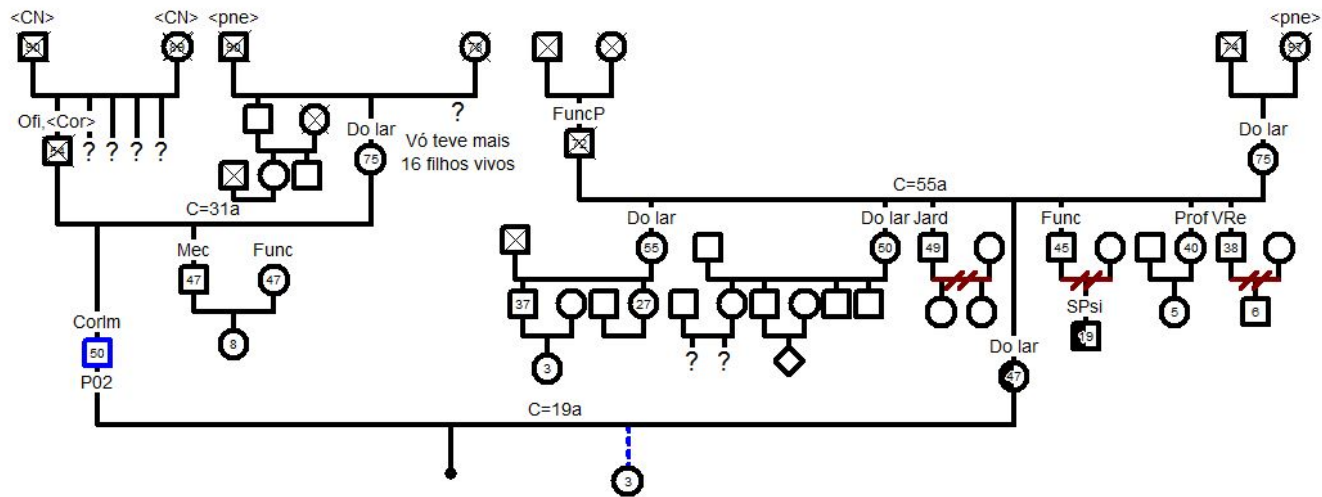 <CN> <CN> <pne> <pne>
90 89 90 78 74 97
Ofi,<Cor> Do lar ? FuncP Do lar
? ? ? ? Vó teve mais
54 75 16 filhos vivos 72 75
C=31a C=55a
Mec Func Do lar Do lar Jard Func Prof VRe
47 47 55 50 49 45 40 38
37 27 SPsi 5 6
CorIm 8 ? ? 19
50 3 Do lar
P02 47
C=19a
3